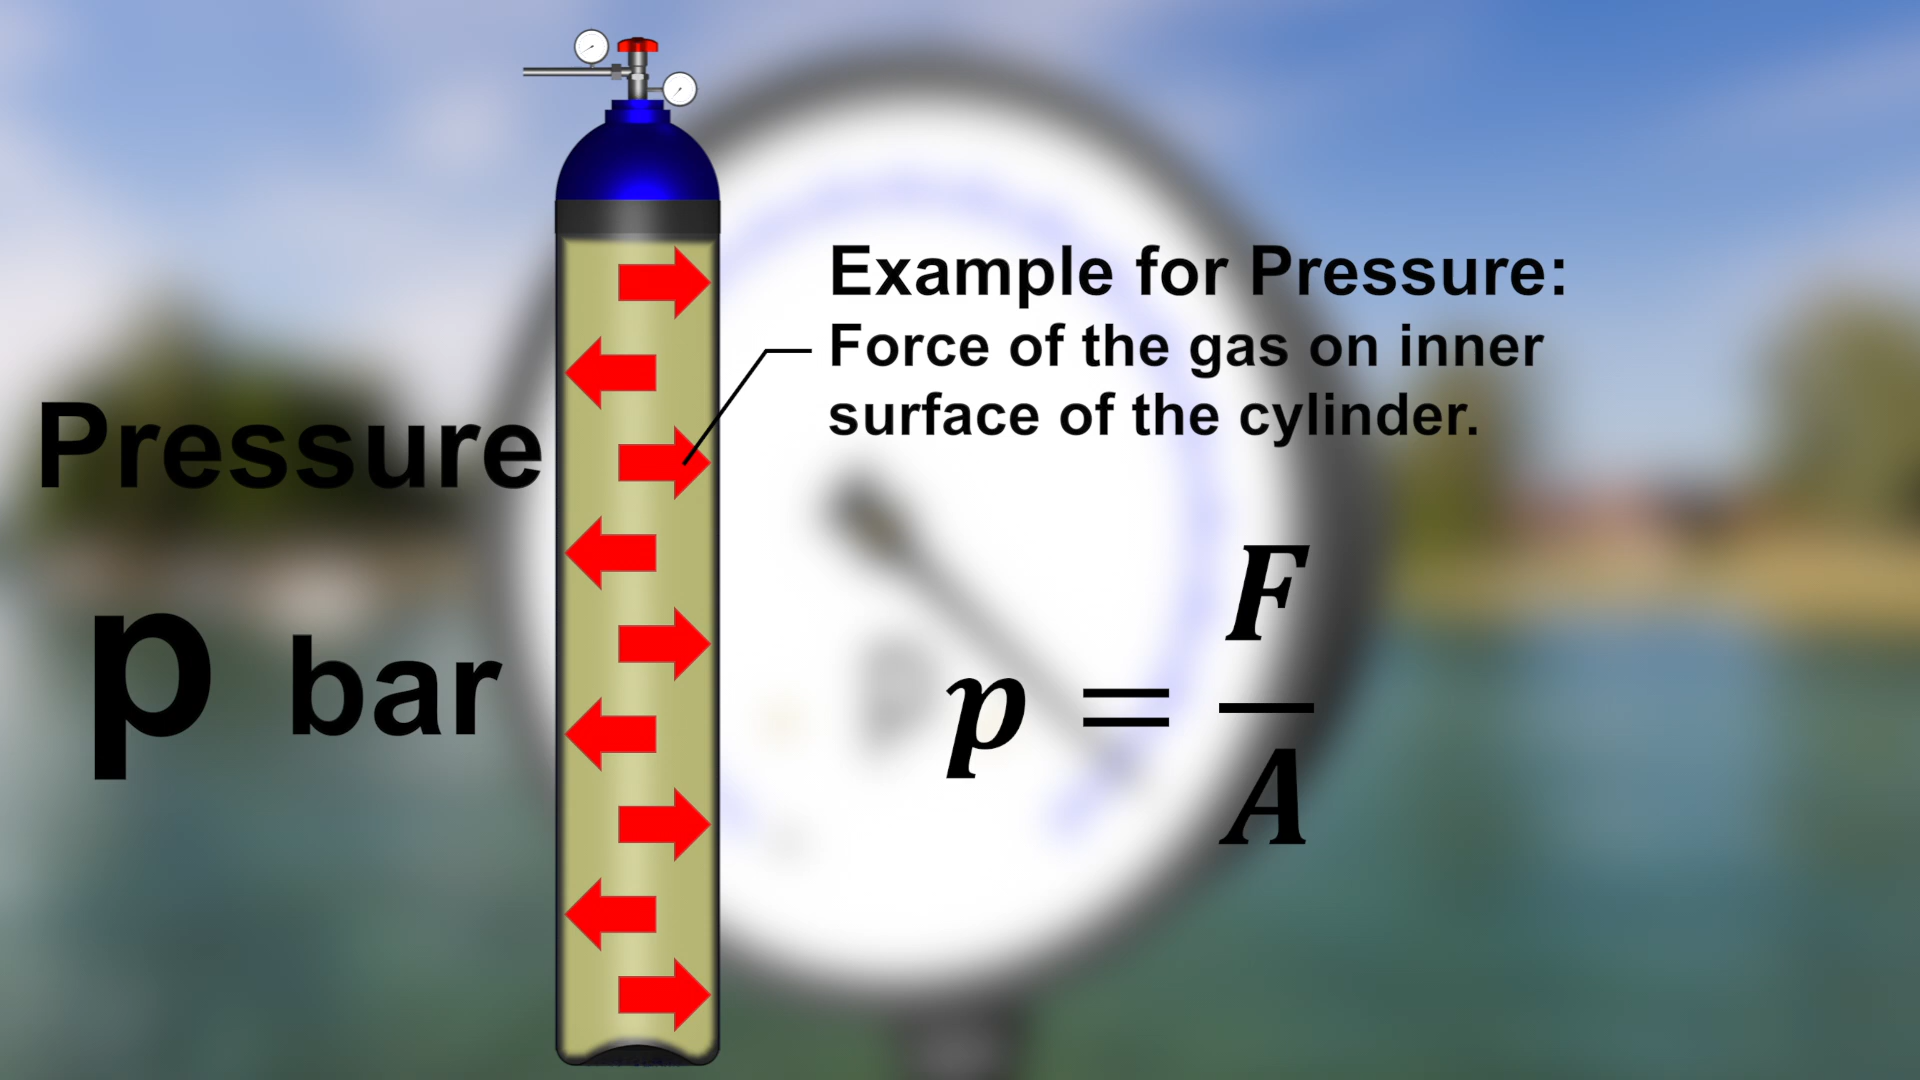 Pressure
p bar
Example for Pressure:
Force of the gas on inner
surface of the cylinder.
p = F
A